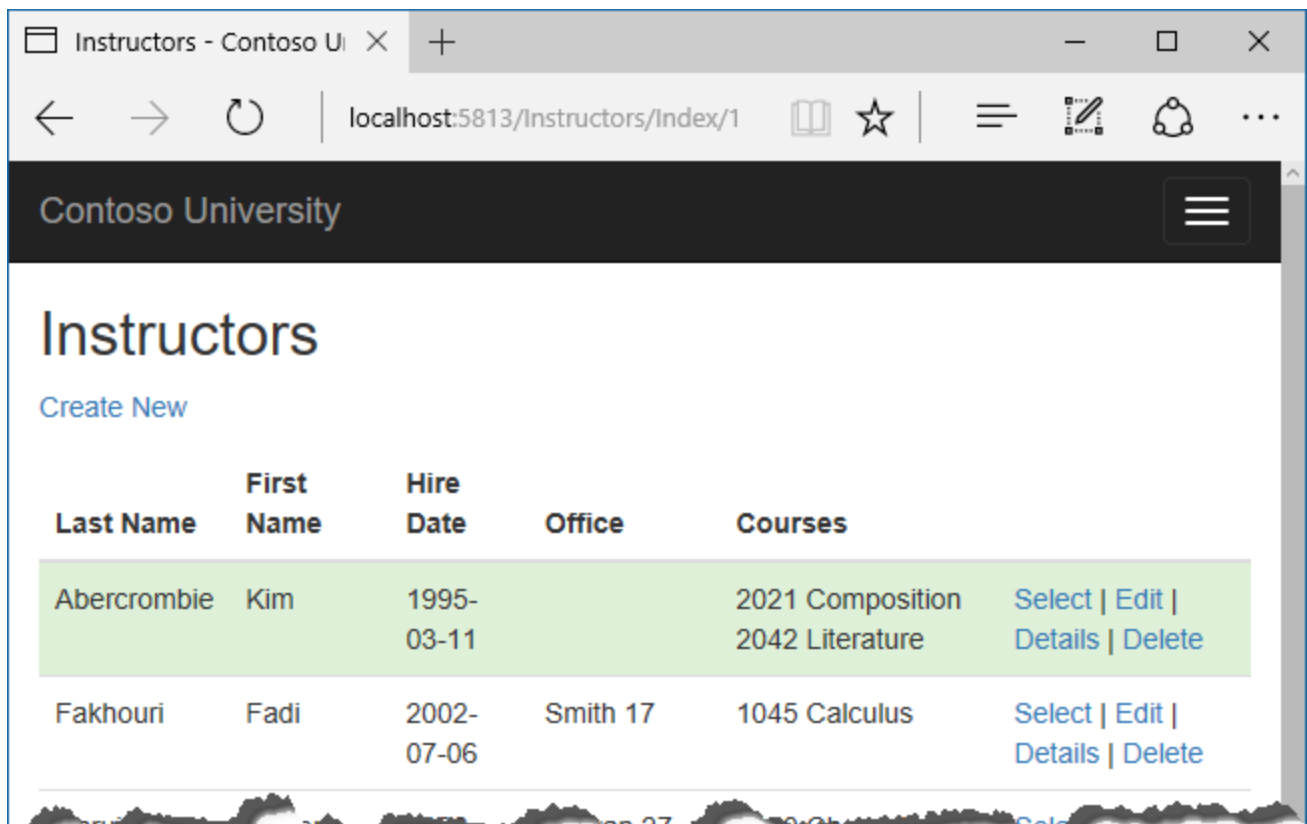 Instructors - Contoso U
localhost:5813/Instructors/Index/1
Contoso University
Instructors
Create New
First Hire
Last Name Name Date Office Courses
Abercrombie Kim 1995- 2021 Composition Select | Edit |
03-11 2042 Literature Details | Delete
Fakhouri Fadi 2002- Smith 17 1045 Calculus Select | Edit |
07-06 Details | Delete
27